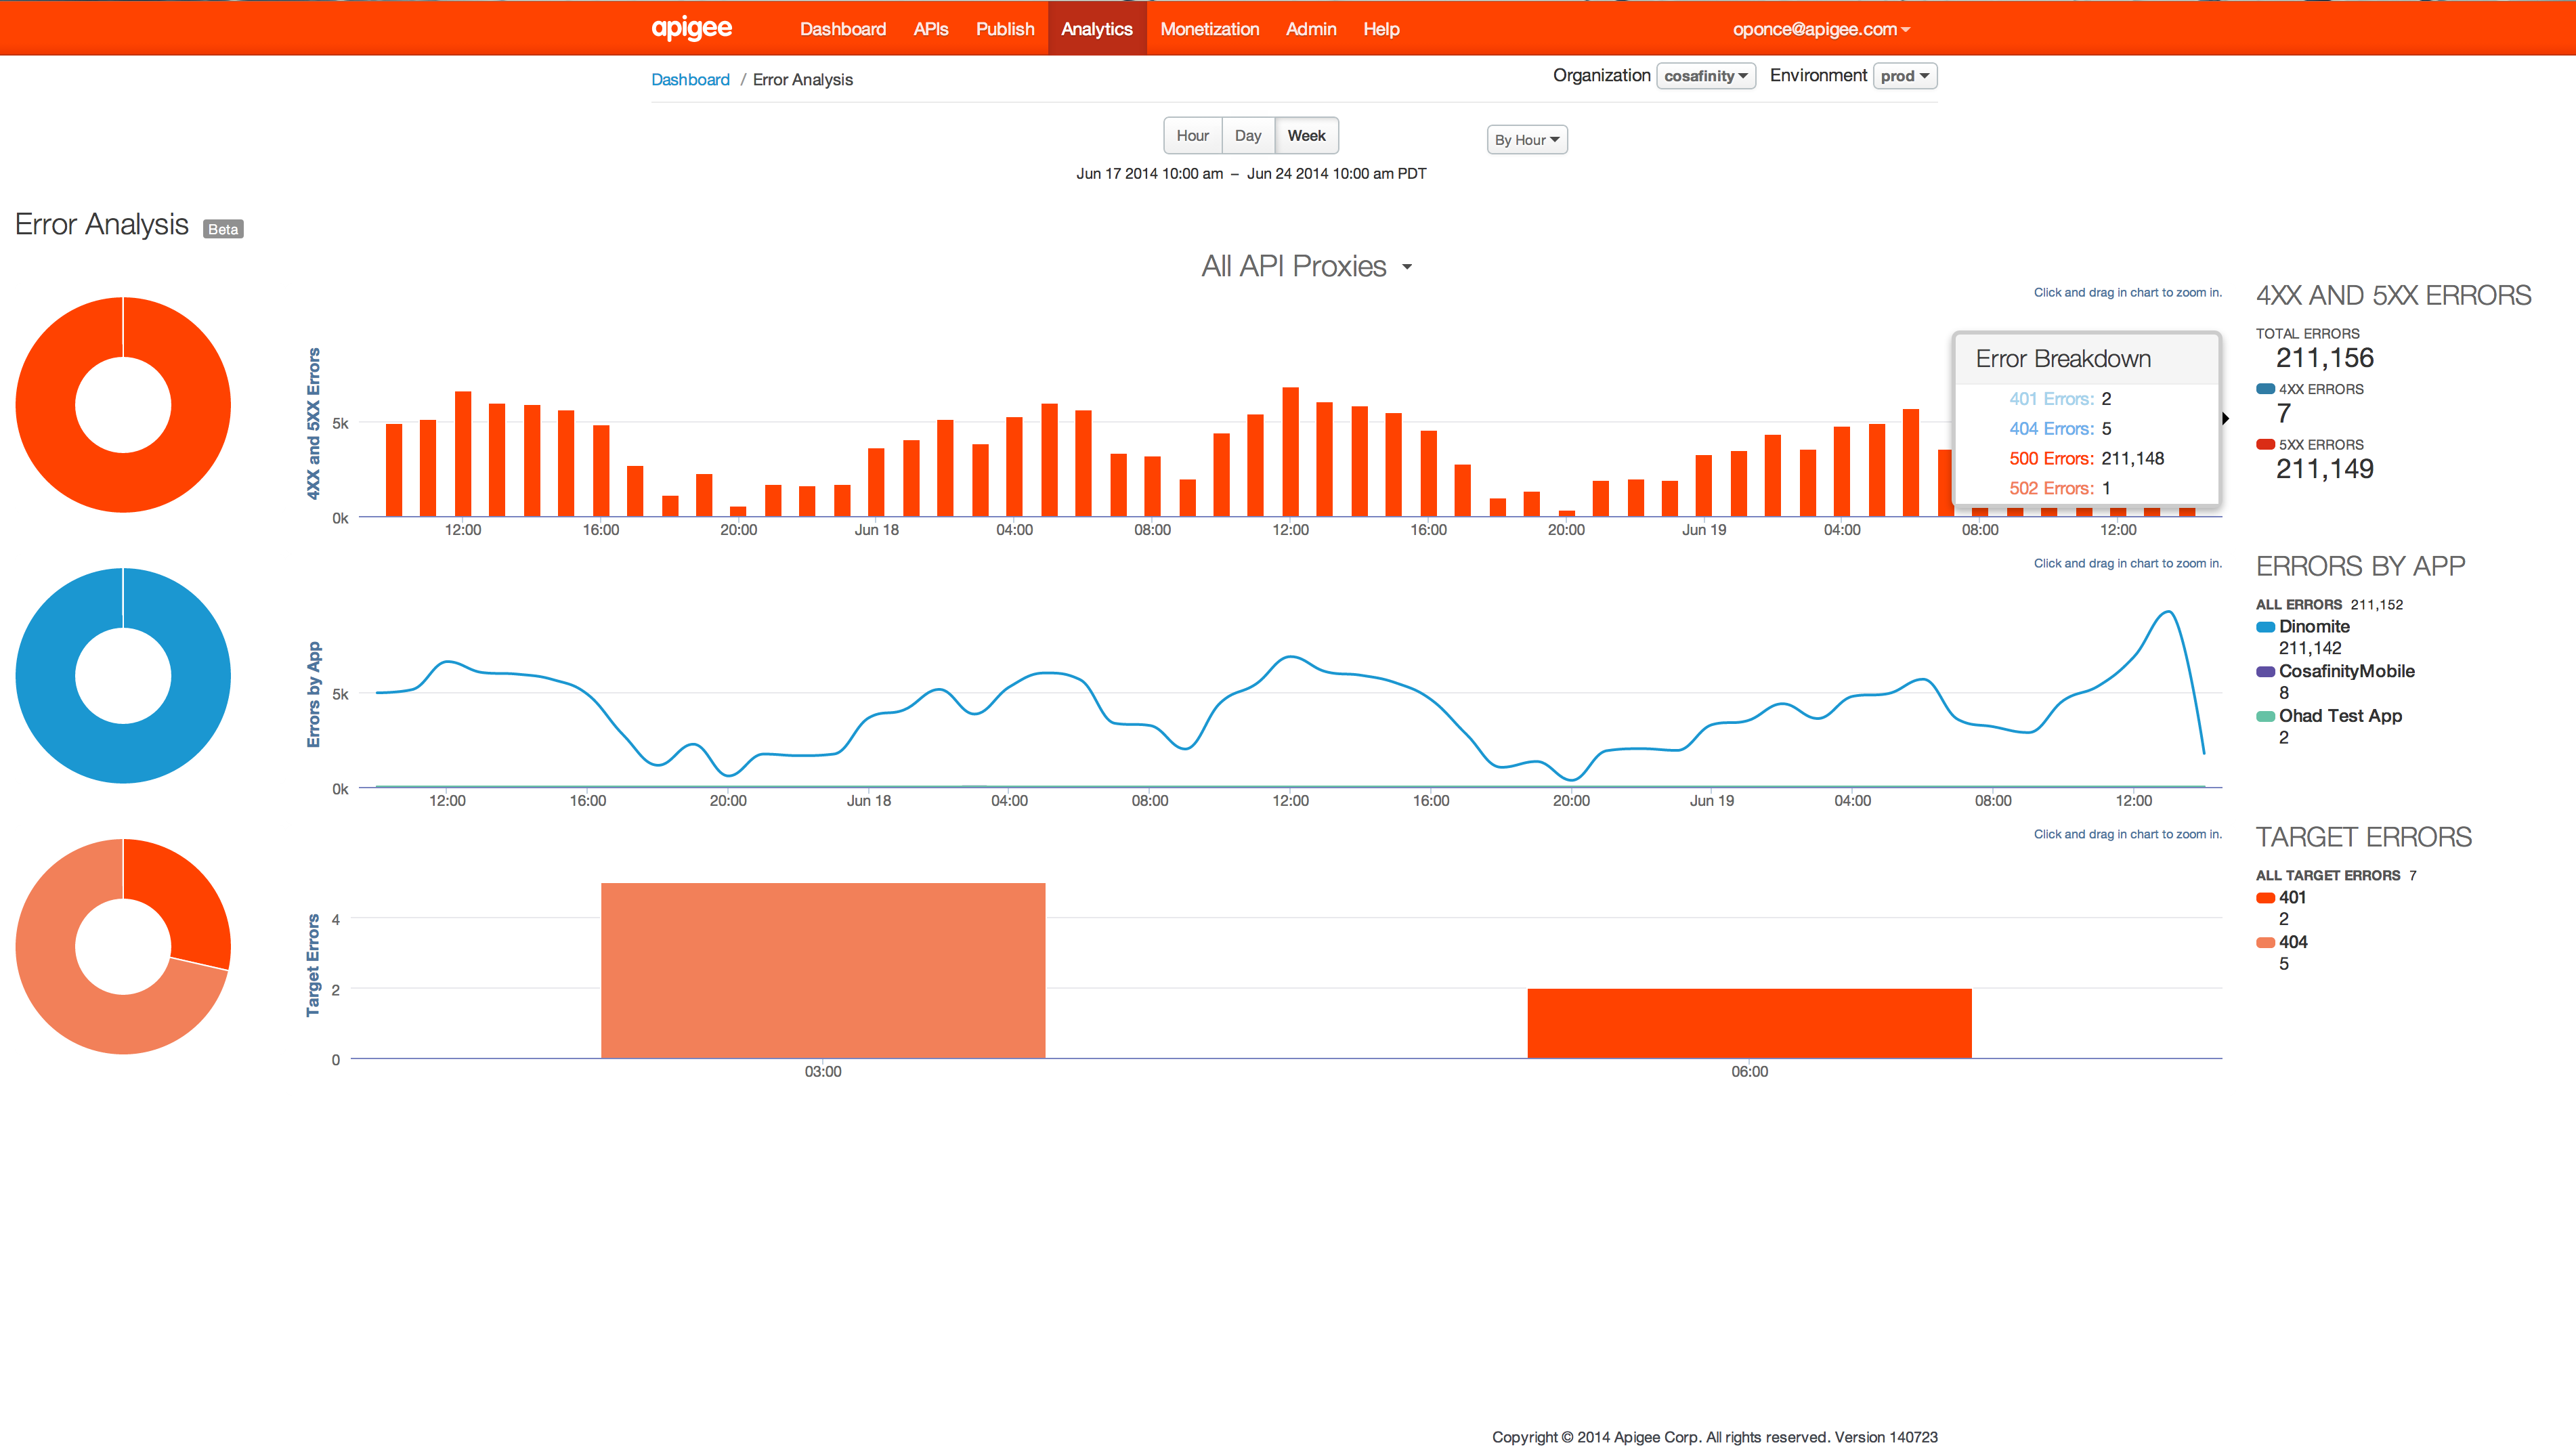 apigee Dashboard APIs Publish Analytics Monetization Admin Help oponce@apigee.com
Dashboard / Error Analysis Organization cosafinity Environment prod
Hour Day Week By Hour
Jun 17 2014 10:00 am – Jun 24 2014 10:00 am PDT
Error Analysis Beta
All API Proxies
Click and drag in chart to zoom in.
4XX and 5XX Errors
5k
0k
12:00 16:00 20:00 Jun 18 04:00 08:00 12:00 16:00 20:00 Jun 19 04:00 08:00 12:00
Error Breakdown
401 Errors: 2
404 Errors: 5
500 Errors: 211,148
502 Errors: 1
4XX AND 5XX ERRORS
TOTAL ERRORS
211,156
4XX ERRORS
7
5XX ERRORS
211,149
Click and drag in chart to zoom in.
Errors by App
5k
0k
12:00 16:00 20:00 Jun 18 04:00 08:00 12:00 16:00 20:00 Jun 19 04:00 08:00 12:00
ERRORS BY APP
ALL ERRORS 211,152
Dinomite
211,142
CosafinityMobile
8
Ohad Test App
2
Click and drag in chart to zoom in.
Target Errors
4
2
0
03:00 06:00
TARGET ERRORS
ALL TARGET ERRORS 7
401
2
404
5
Copyright © 2014 Apigee Corp. All rights reserved. Version 140723